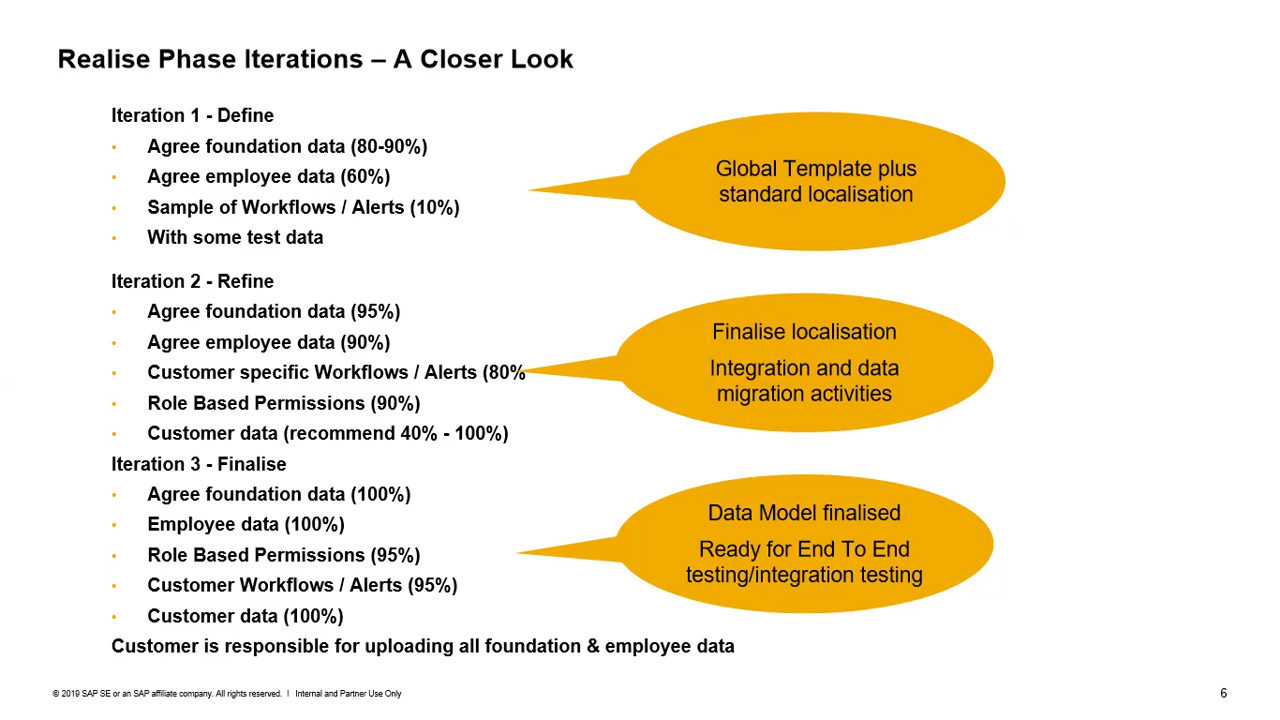 Realise Phase Iterations – A Closer Look
Iteration 1 - Define
• Agree foundation data (80-90%)
• Agree employee data (60%)
• Sample of Workflows / Alerts (10%)
• With some test data
Global Template plus
standard localisation
Iteration 2 - Refine
• Agree foundation data (95%)
• Agree employee data (90%)
• Customer specific Workflows / Alerts (80%
• Role Based Permissions (90%)
• Customer data (recommend 40% - 100%)
Finalise localisation
Integration and data
migration activities
Iteration 3 - Finalise
• Agree foundation data (100%)
• Employee data (100%)
• Role Based Permissions (95%)
• Customer Workflows / Alerts (95%)
• Customer data (100%)
Data Model finalised
Ready for End To End
testing/integration testing
Customer is responsible for uploading all foundation & employee data
© 2019 SAP SE or an SAP affiliate company. All rights reserved. | Internal and Partner Use Only
6